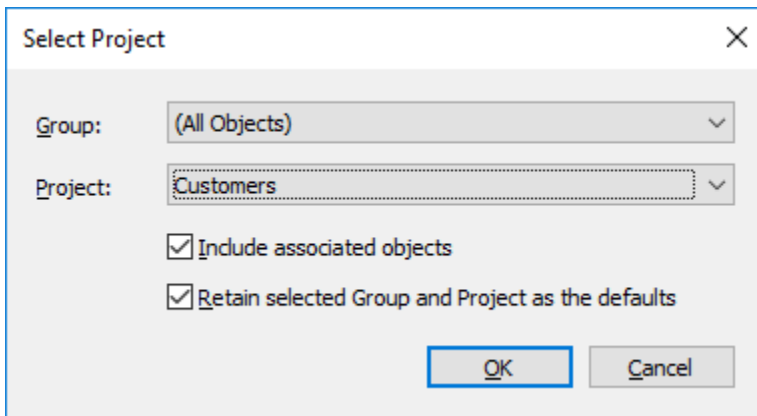 Select Project
Group: (All Objects)
Project: Customers
Include associated objects
Retain selected Group and Project as the defaults
OK Cancel